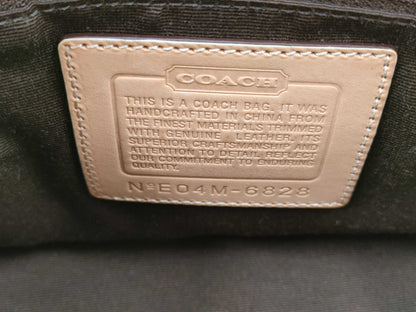 COACH
THIS IS A COACH BAG. IT WAS
HANDCRAFTED IN CHINA FROM
THE FINEST MATERIALS TRIMMED
WITH GENUINE LEATHER. ITS
SUPERIOR CRAFTSMANSHIP AND
ATTENTION TO DETAIL REFLECT
OUR COMMITMENT TO ENDURING
QUALITY.
Nº E04M-6828